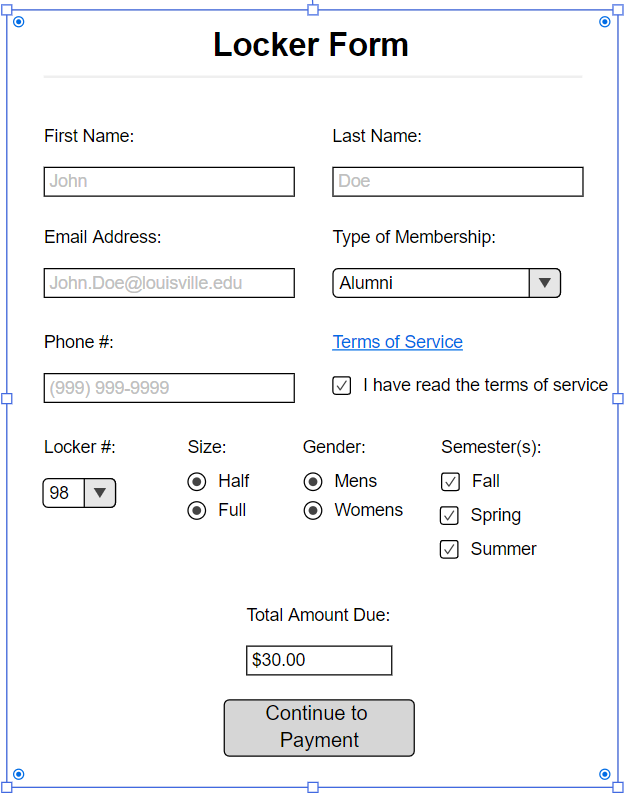 Locker Form
First Name: Last Name:
John Doe
Email Address: Type of Membership:
John.Doe@louisville.edu Alumni
Phone #: Terms of Service
(999) 999-9999 I have read the terms of service
Locker #: Size: Gender: Semester(s):
98 Half Mens Fall
Full Womens Spring
Summer
Total Amount Due:
$30.00
Continue to
Payment